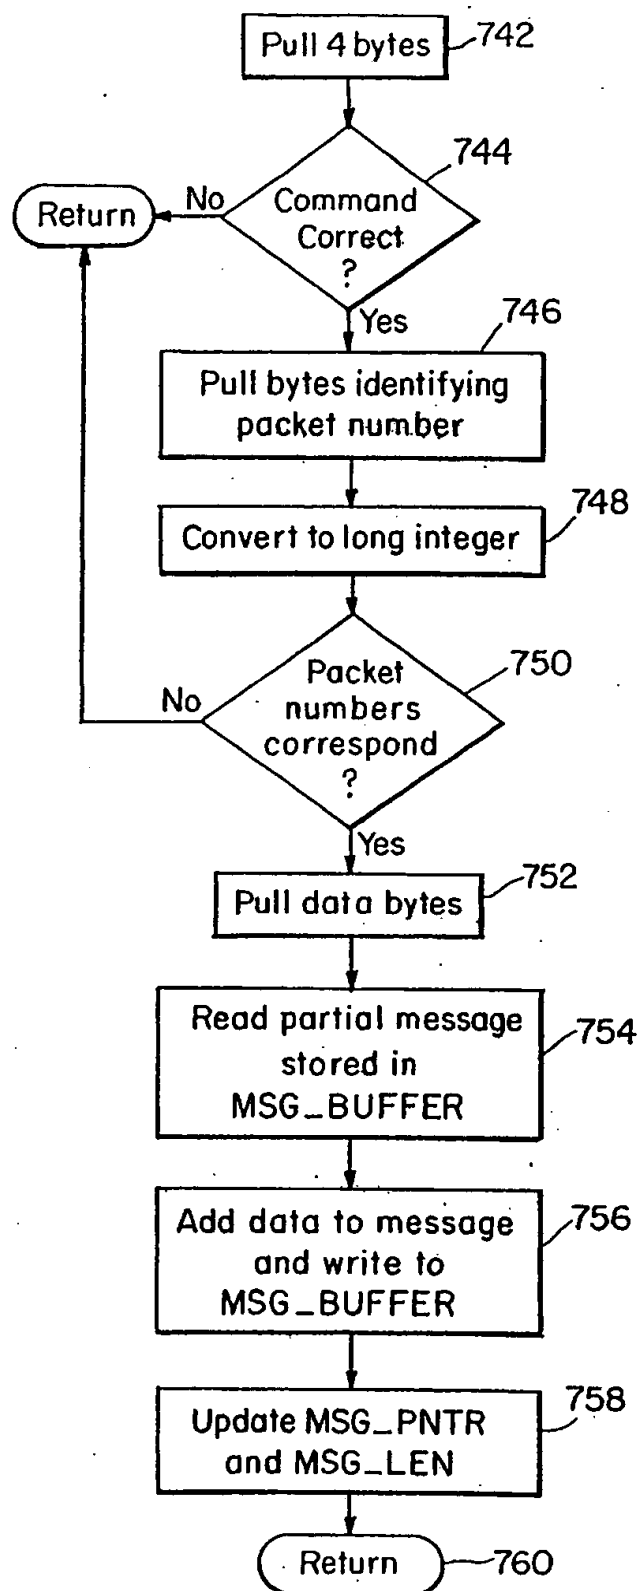 Pull 4 bytes
742
744
Command
Correct
?
No
Return
Yes
746
Pull bytes identifying
packet number
748
Convert to long integer
750
Packet
numbers
correspond
?
No
Yes
752
Pull data bytes
Read partial message
stored in
MSG_BUFFER
754
Add data to message
and write to
MSG_BUFFER
756
758
Update MSG_PNTR
and MSG_LEN
Return
760